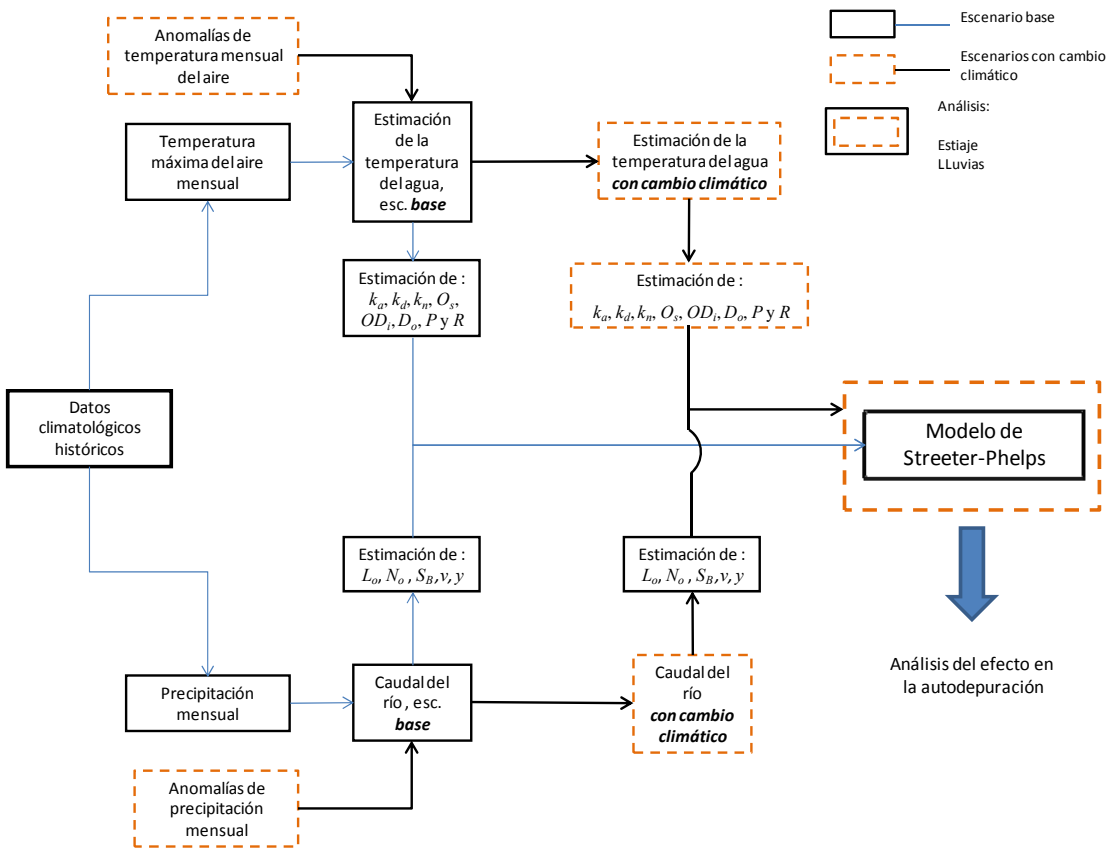 Anomalías de
temperatura mensual
del aire
Escenario base
Escenarios con cambio
climático
Análisis:
Estiaje
LLuvias
Temperatura
máxima del aire
mensual
Estimación
de la
temperatura
del agua,
esc. base
Estimación de la
temperatura del agua
con cambio climático
Estimación de :
ka, kd, kn, Os,
ODi, Do, P y R
Estimación de :
ka, kd, kn, Os, ODi, Do, P y R
Datos
climatológicos
históricos
Modelo de
Streeter-Phelps
Estimación de :
Lo, No , SB, v, y
Estimación de :
Lo, No , SB, v, y
Precipitación
mensual
Caudal del
río , esc.
base
Caudal del
río
con cambio
climático
Análisis del efecto en
la autodepuración
Anomalías de
precipitación
mensual